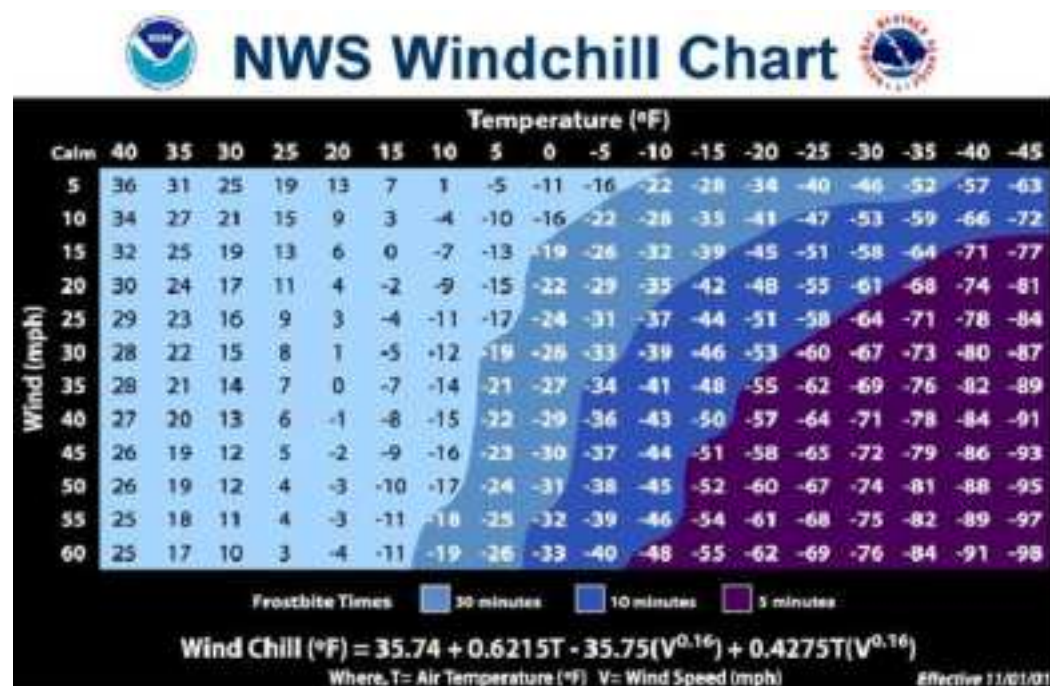 NWS Windchill Chart
Temperature (°F)
Calm 40 35 30 25 20 15 10 5 0 -5 -10 -15 -20 -25 -30 -35 -40 -45
Wind (mph)
5 36 31 25 19 13 7 1 -5 -11 -16 -22 -28 -34 -40 -46 -52 -57 -63
10 34 27 21 15 9 3 -4 -10 -16 -22 -28 -35 -41 -47 -53 -59 -66 -72
15 32 25 19 13 6 0 -7 -13 -19 -26 -32 -39 -45 -51 -58 -64 -71 -77
20 30 24 17 11 4 -2 -9 -15 -22 -29 -35 -42 -48 -55 -61 -68 -74 -81
25 29 23 16 9 3 -4 -11 -17 -24 -31 -37 -44 -51 -58 -64 -71 -78 -84
30 28 22 15 8 1 -5 -12 -19 -26 -33 -39 -46 -53 -60 -67 -73 -80 -87
35 28 21 14 7 0 -7 -14 -21 -27 -34 -41 -48 -55 -62 -69 -76 -82 -89
40 27 20 13 6 -1 -8 -15 -22 -29 -36 -43 -50 -57 -64 -71 -78 -84 -91
45 26 19 12 5 -2 -9 -16 -23 -30 -37 -44 -51 -58 -65 -72 -79 -86 -93
50 26 19 12 4 -3 -10 -17 -24 -31 -38 -45 -52 -60 -67 -74 -81 -88 -95
55 25 18 11 4 -3 -11 -18 -25 -32 -39 -46 -54 -61 -68 -75 -82 -89 -97
60 25 17 10 3 -4 -11 -19 -26 -33 -40 -48 -55 -62 -69 -76 -84 -91 -98
Frostbite Times 30 minutes 10 minutes 5 minutes
Wind Chill (°F) = 35.74 + 0.6215T - 35.75(V^0.16) + 0.4275T(V^0.16)
Where, T= Air Temperature (°F) V= Wind Speed (mph) Effective 11/01/01